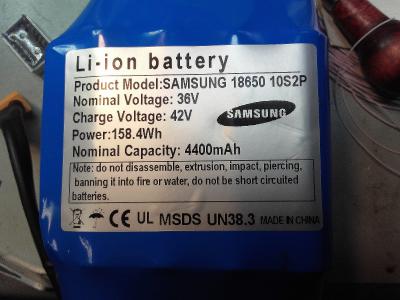 Li-ion battery
Product Model:SAMSUNG 18650 10S2P
Nominal Voltage: 36V
Charge Voltage: 42V
Power:158.4Wh
SAMSUNG
Nominal Capacity: 4400mAh
Note: do not disassemble, extrusion, impact, piercing,
banning it into fire or water, do not be short circuited
batteries.
CE UL MSDS UN38.3 MADE IN CHINA